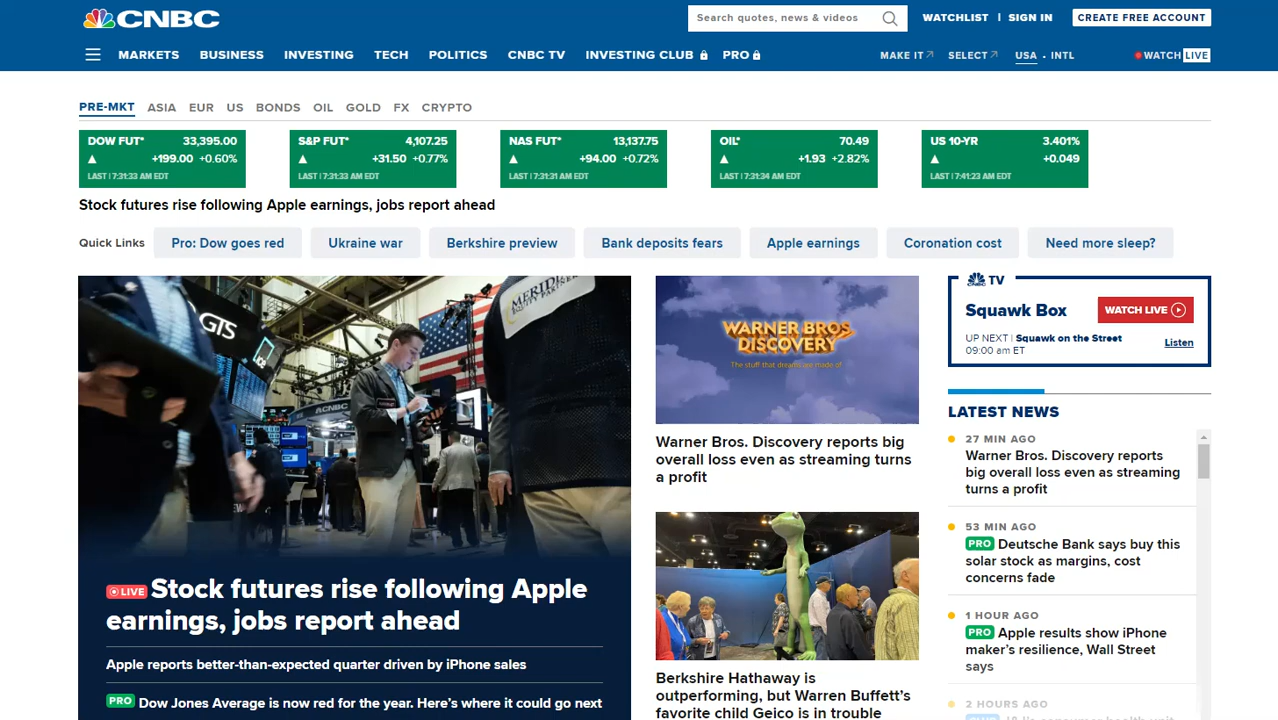 CNBC
Search quotes, news & videos
WATCHLIST | SIGN IN
CREATE FREE ACCOUNT
MARKETS BUSINESS INVESTING TECH POLITICS CNBC TV INVESTING CLUB PRO
MAKE IT SELECT USA - INTL WATCH LIVE
PRE-MKT ASIA EUR US BONDS OIL GOLD FX CRYPTO
DOW FUT* 33,395.00
+199.00 +0.60%
LAST | 7:31:33 AM EDT
S&P FUT* 4,107.25
+31.50 +0.77%
LAST | 7:31:33 AM EDT
NAS FUT* 13,137.75
+94.00 +0.72%
LAST | 7:31:31 AM EDT
OIL* 70.49
+1.93 +2.82%
LAST | 7:31:34 AM EDT
US 10-YR 3.401%
+0.049
LAST | 7:41:23 AM EDT
Stock futures rise following Apple earnings, jobs report ahead
Quick Links Pro: Dow goes red Ukraine war Berkshire preview Bank deposits fears Apple earnings Coronation cost Need more sleep?
GTS
CNBC
LIVE Stock futures rise following Apple
earnings, jobs report ahead
Apple reports better-than-expected quarter driven by iPhone sales
PRO Dow Jones Average is now red for the year. Here's where it could go next
WARNER BROS.
DISCOVERY
The stuff that dreams are made of
Warner Bros. Discovery reports big
overall loss even as streaming turns
a profit
Berkshire Hathaway is
outperforming, but Warren Buffett's
favorite child Geico is in trouble
CNBC TV
Squawk Box
WATCH LIVE
UP NEXT | Squawk on the Street
09:00 am ET
Listen
LATEST NEWS
27 MIN AGO
Warner Bros. Discovery reports
big overall loss even as streaming
turns a profit
53 MIN AGO
PRO Deutsche Bank says buy this
solar stock as margins, cost
concerns fade
1 HOUR AGO
PRO Apple results show iPhone
maker's resilience, Wall Street
says
2 HOURS AGO